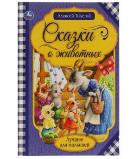 Алексей Толстой
Сказки
о животных
Лучшее для малышей